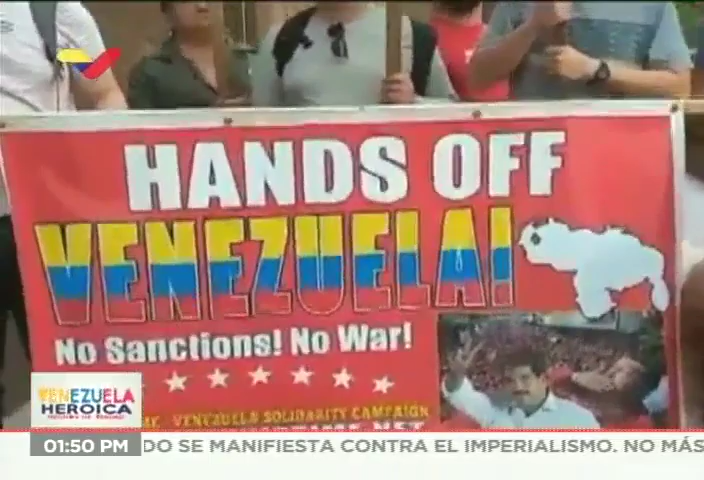 HANDS OFF
VENEZUELA!
No Sanctions! No War!
VENEZUELA SOLIDARITY CAMPAIGN
VENEZUELA
HEROICA
01:50 PM
DO SE MANIFIESTA CONTRA EL IMPERIALISMO. NO MÁS